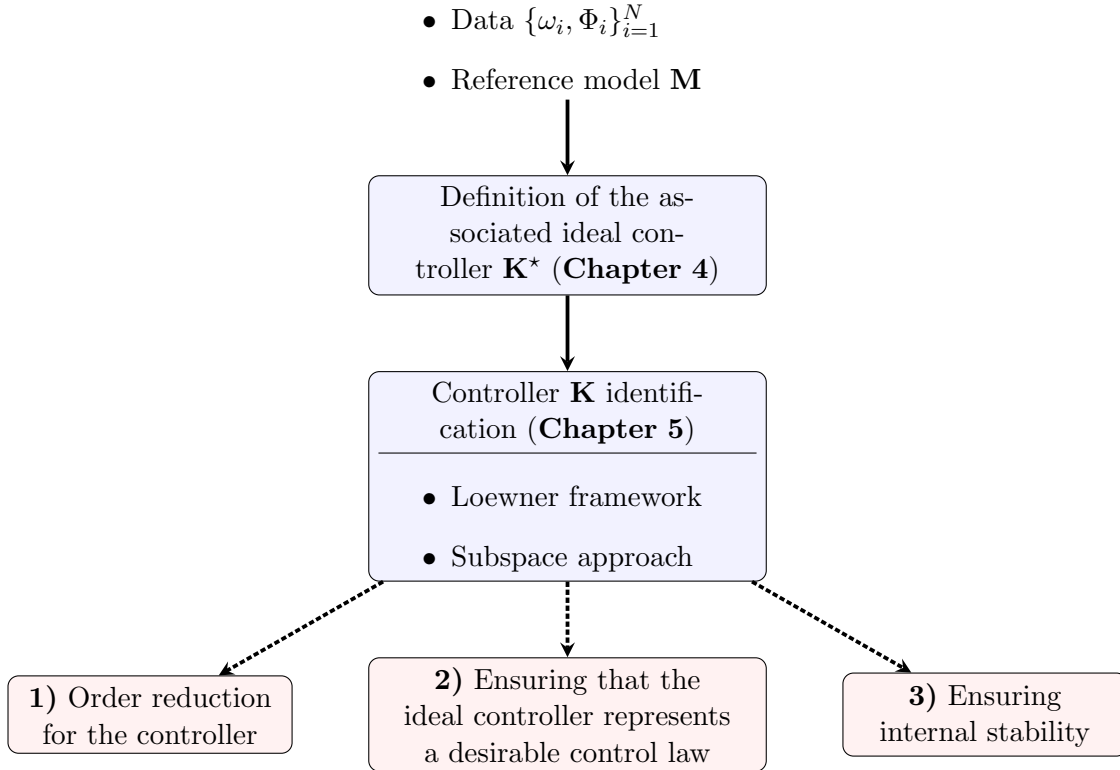 • Data {ωᵢ, Φᵢ}ᵢ₌₁ᴺ
• Reference model M
Definition of the as-
sociated ideal con-
troller K⋆ (Chapter 4)
Controller K identifi-
cation (Chapter 5)
• Loewner framework
• Subspace approach
1) Order reduction
for the controller
2) Ensuring that the
ideal controller represents
a desirable control law
3) Ensuring
internal stability